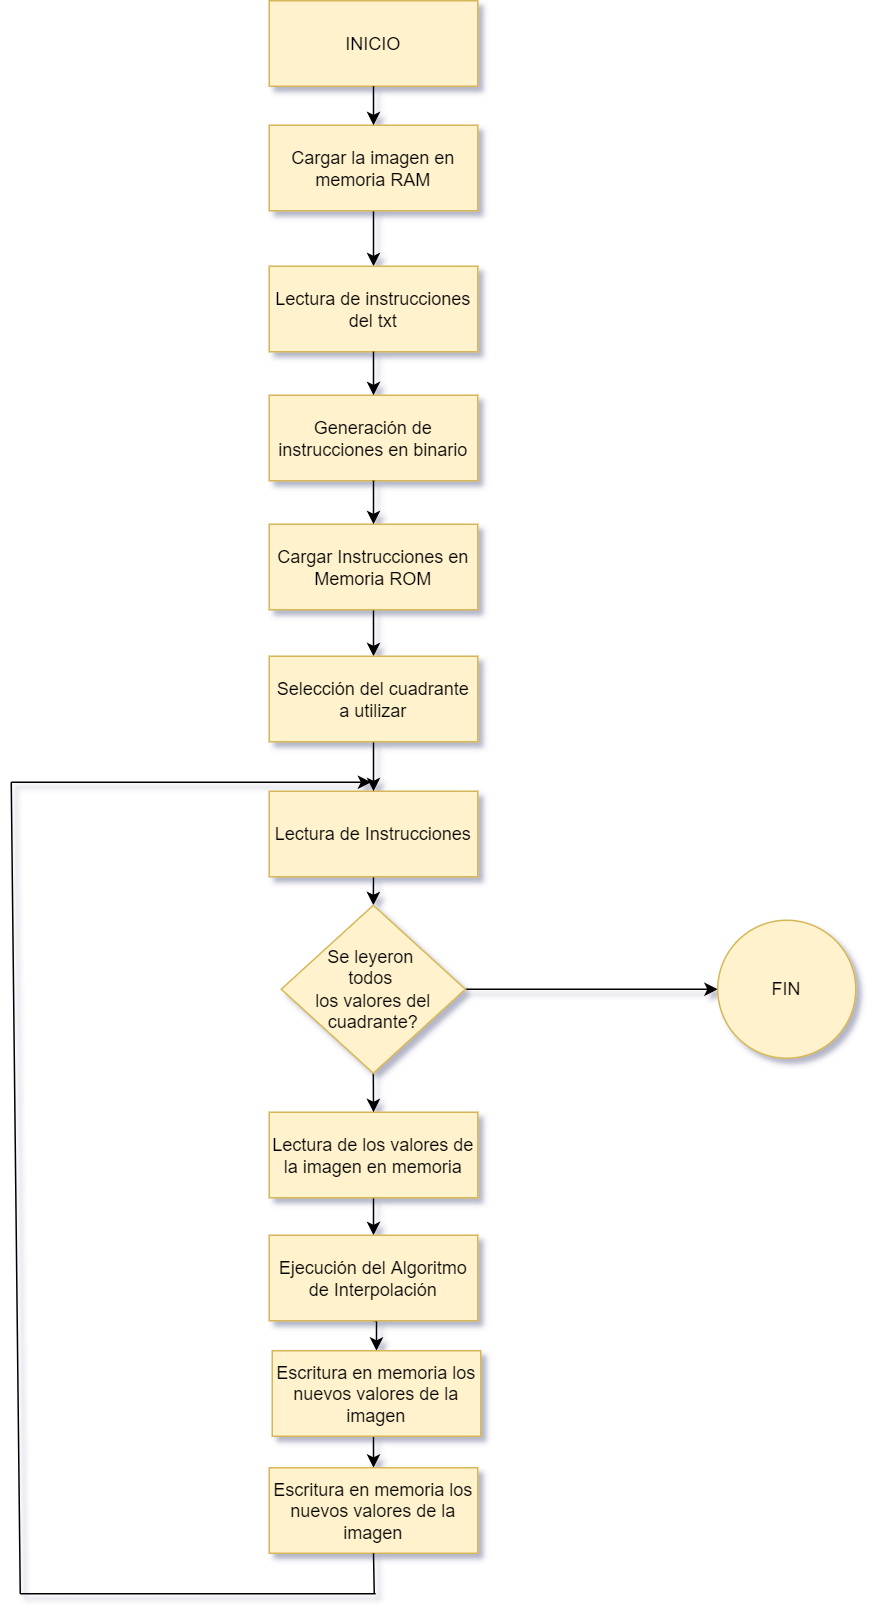 INICIO
Cargar la imagen en
memoria RAM
Lectura de instrucciones
del txt
Generación de
instrucciones en binario
Cargar Instrucciones en
Memoria ROM
Selección del cuadrante
a utilizar
Lectura de Instrucciones
Se leyeron
todos
los valores del
cuadrante?
FIN
Lectura de los valores de
la imagen en memoria
Ejecución del Algoritmo
de Interpolación
Escritura en memoria los
nuevos valores de la
imagen
Escritura en memoria los
nuevos valores de la
imagen